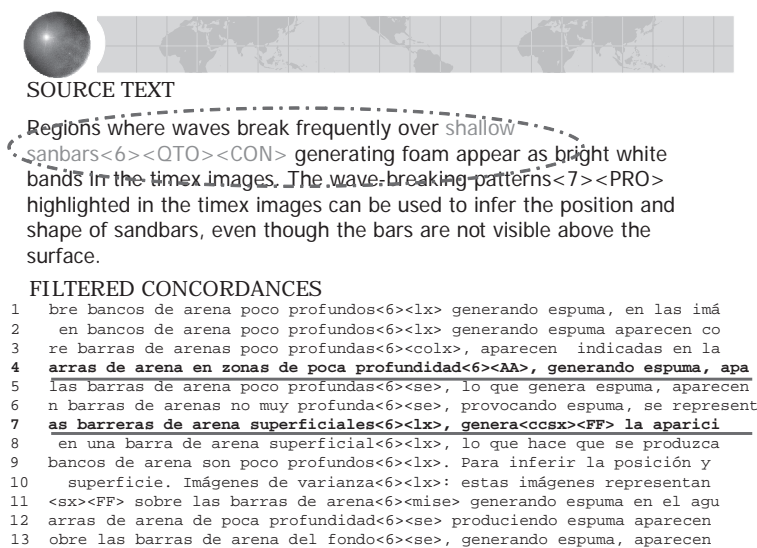 SOURCE TEXT
Regions where waves break frequently over shallow
sanbars<6><QTO><CON> generating foam appear as bright white
bands in the timex images. The wave-breaking patterns<7><PRO>
highlighted in the timex images can be used to infer the position and
shape of sandbars, even though the bars are not visible above the
surface.
FILTERED CONCORDANCES
1 bre bancos de arena poco profundos<6><lx> generando espuma, en las imá
2 en bancos de arena poco profundos<6><lx> generando espuma aparecen co
3 re barras de arenas poco profundas<6><colx>, aparecen indicadas en la
4 arras de arena en zonas de poca profundidad<6><AA>, generando espuma, apa
5 las barras de arena poco profundas<6><se>, lo que genera espuma, aparecen
6 n barras de arenas no muy profunda<6><se>, provocando espuma, se represent
7 as barreras de arena superficiales<6><lx>, genera<ccsx><FF> la aparici
8 en una barra de arena superficial<6><lx>, lo que hace que se produzca
9 bancos de arena son poco profundos<6><lx>. Para inferir la posición y
10 superficie. Imágenes de varianza<6><lx>: estas imágenes representan
11 <sx><FF> sobre las barras de arena<6><mise> generando espuma en el agu
12 arras de arena de poca profundidad<6><se> produciendo espuma aparecen
13 obre las barras de arena del fondo<6><se>, generando espuma, aparecen